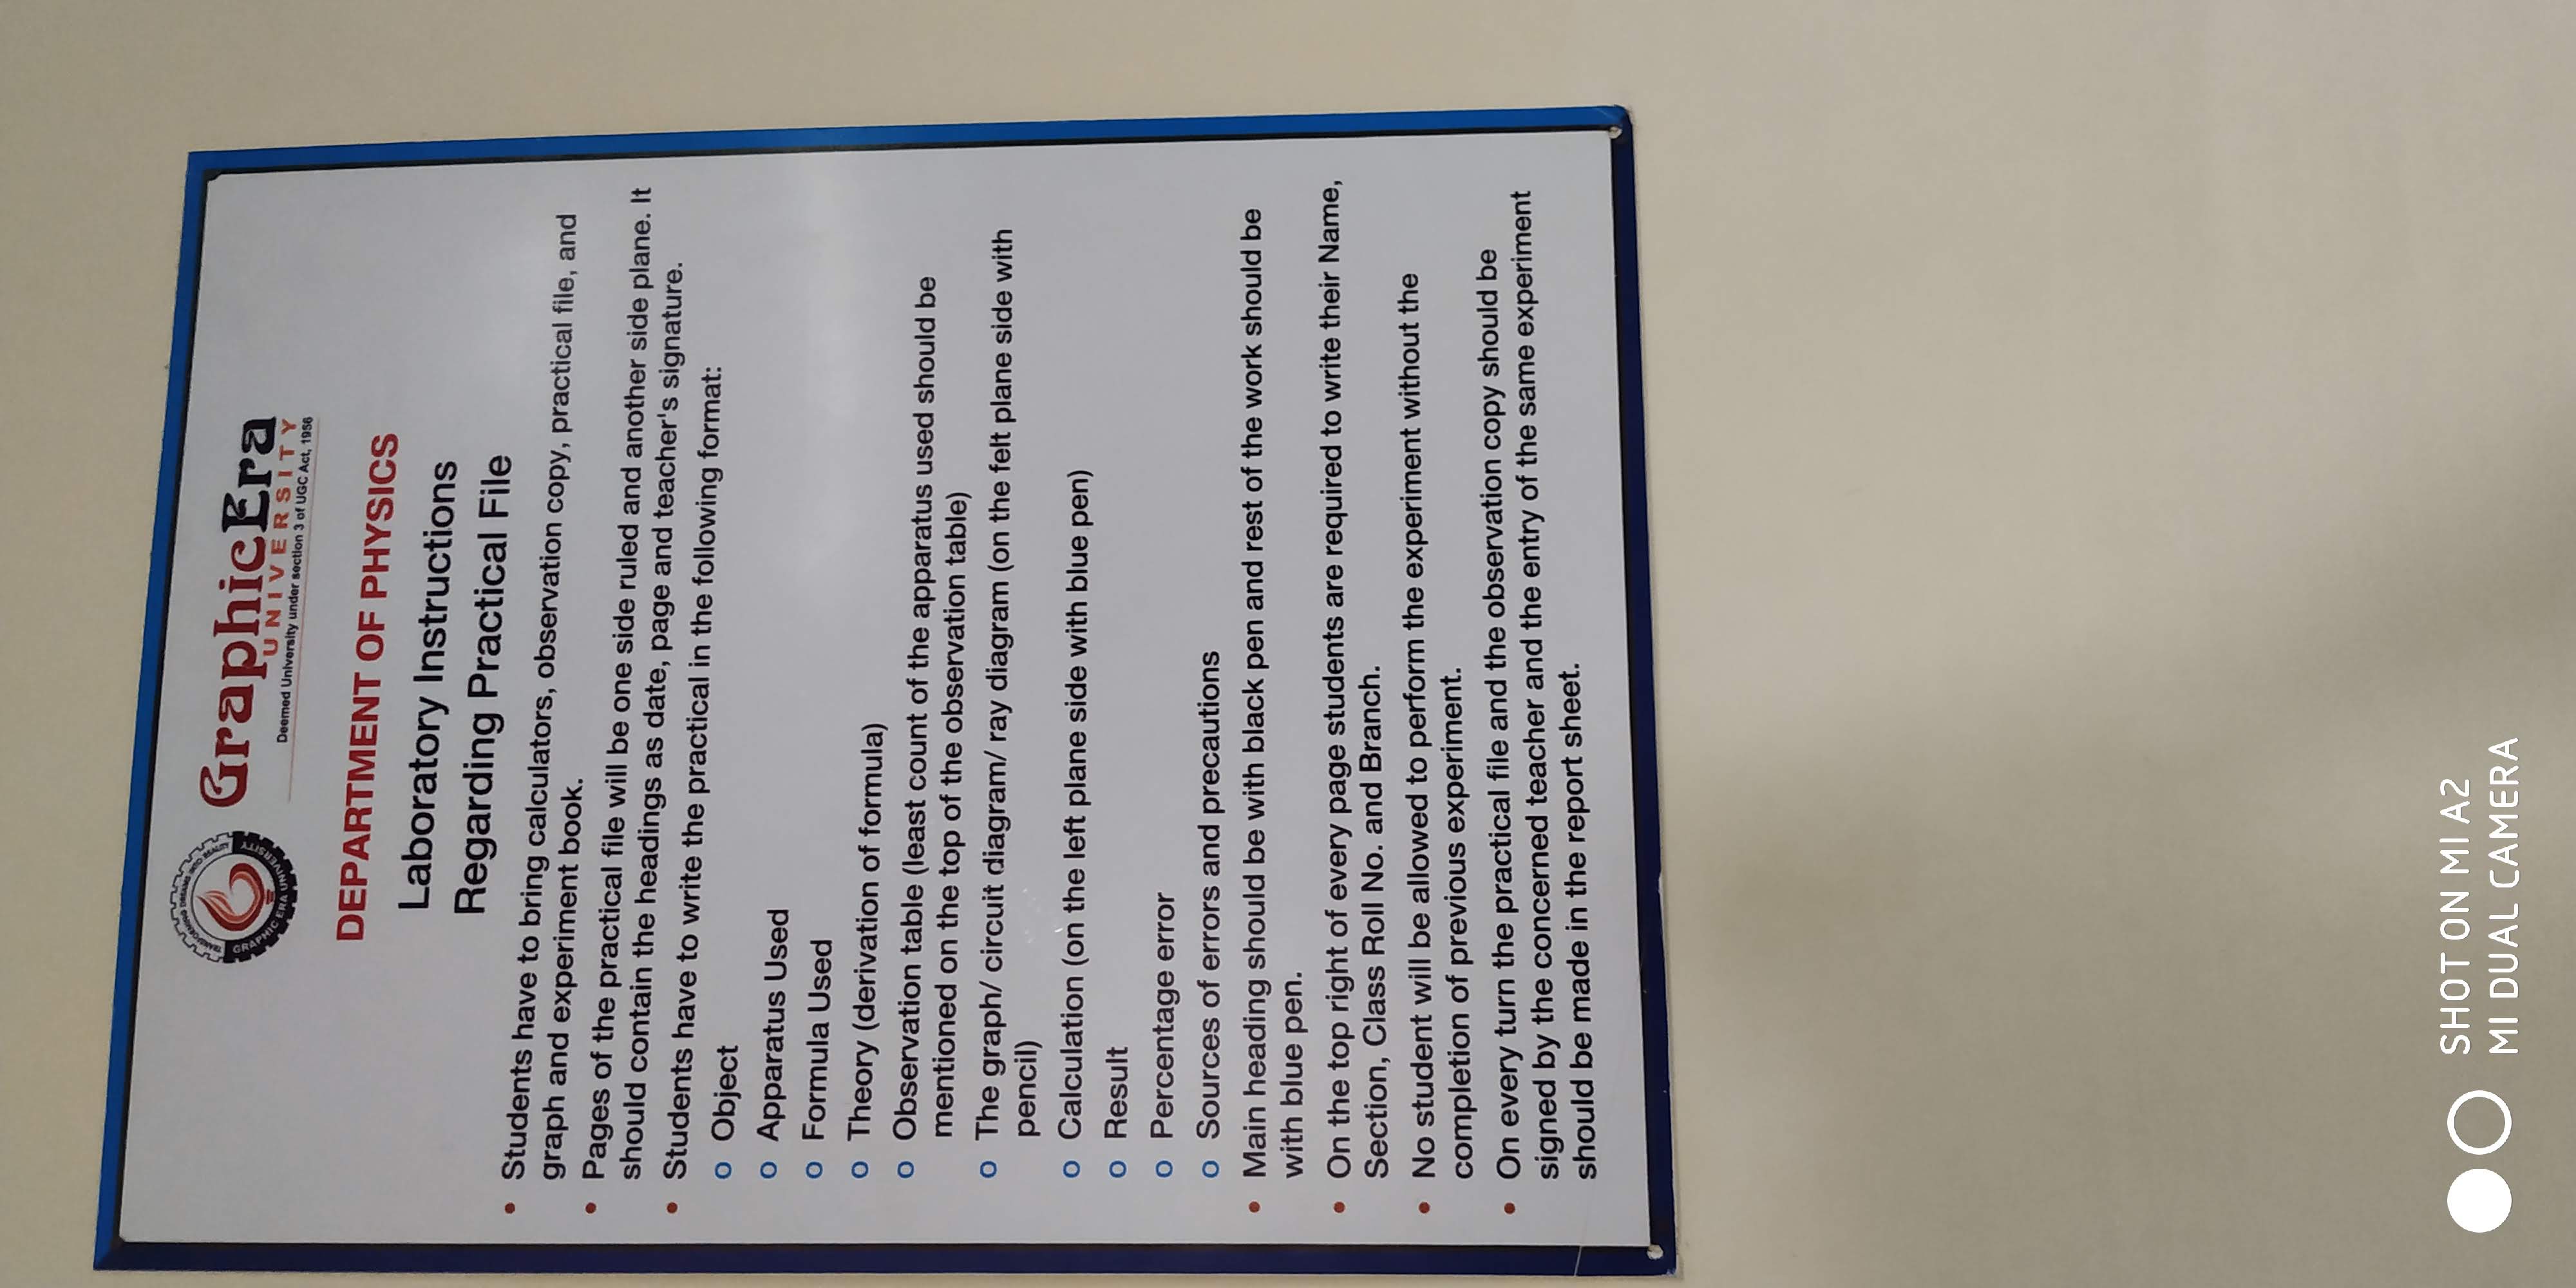 TRANSFORMING DREAMS INTO REALITY
GRAPHIC ERA UNIVERSITY
GraphicEra
UNIVERSITY
Deemed University under section 3 of UGC Act, 1956
DEPARTMENT OF PHYSICS
Laboratory Instructions
Regarding Practical File
• Students have to bring calculators, observation copy, practical file, and
graph and experiment book.
• Pages of the practical file will be one side ruled and another side plane. It
should contain the headings as date, page and teacher's signature.
• Students have to write the practical in the following format:
o Object
o Apparatus Used
o Formula Used
o Theory (derivation of formula)
o Observation table (least count of the apparatus used should be
mentioned on the top of the observation table)
o The graph/ circuit diagram/ ray diagram (on the felt plane side with
pencil)
o Calculation (on the left plane side with blue pen)
o Result
o Percentage error
o Sources of errors and precautions
• Main heading should be with black pen and rest of the work should be
with blue pen.
• On the top right of every page students are required to write their Name,
Section, Class Roll No. and Branch.
• No student will be allowed to perform the experiment without the
completion of previous experiment.
• On every turn the practical file and the observation copy should be
signed by the concerned teacher and the entry of the same experiment
should be made in the report sheet.
SHOT ON MI A2
MI DUAL CAMERA